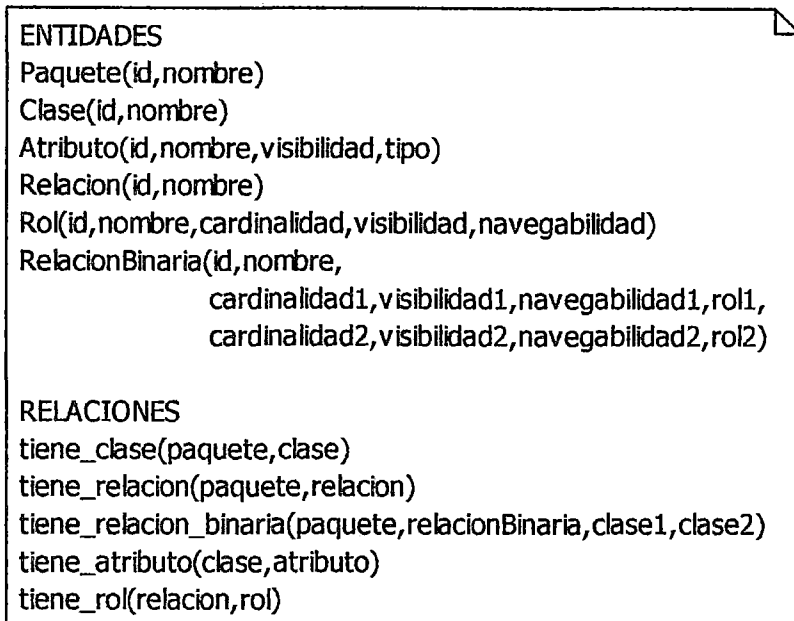 ENTIDADES
Paquete(id,nombre)
Clase(id,nombre)
Atributo(id,nombre,visibilidad,tipo)
Relacion(id,nombre)
Rol(id,nombre,cardinalidad,visibilidad,navegabilidad)
RelacionBinaria(id,nombre,
cardinalidad1,visibilidad1,navegabilidad1,rol1,
cardinalidad2,visibilidad2,navegabilidad2,rol2)
RELACIONES
tiene_clase(paquete,clase)
tiene_relacion(paquete,relacion)
tiene_relacion_binaria(paquete,relacionBinaria,clase1,clase2)
tiene_atributo(clase,atributo)
tiene_rol(relacion,rol)